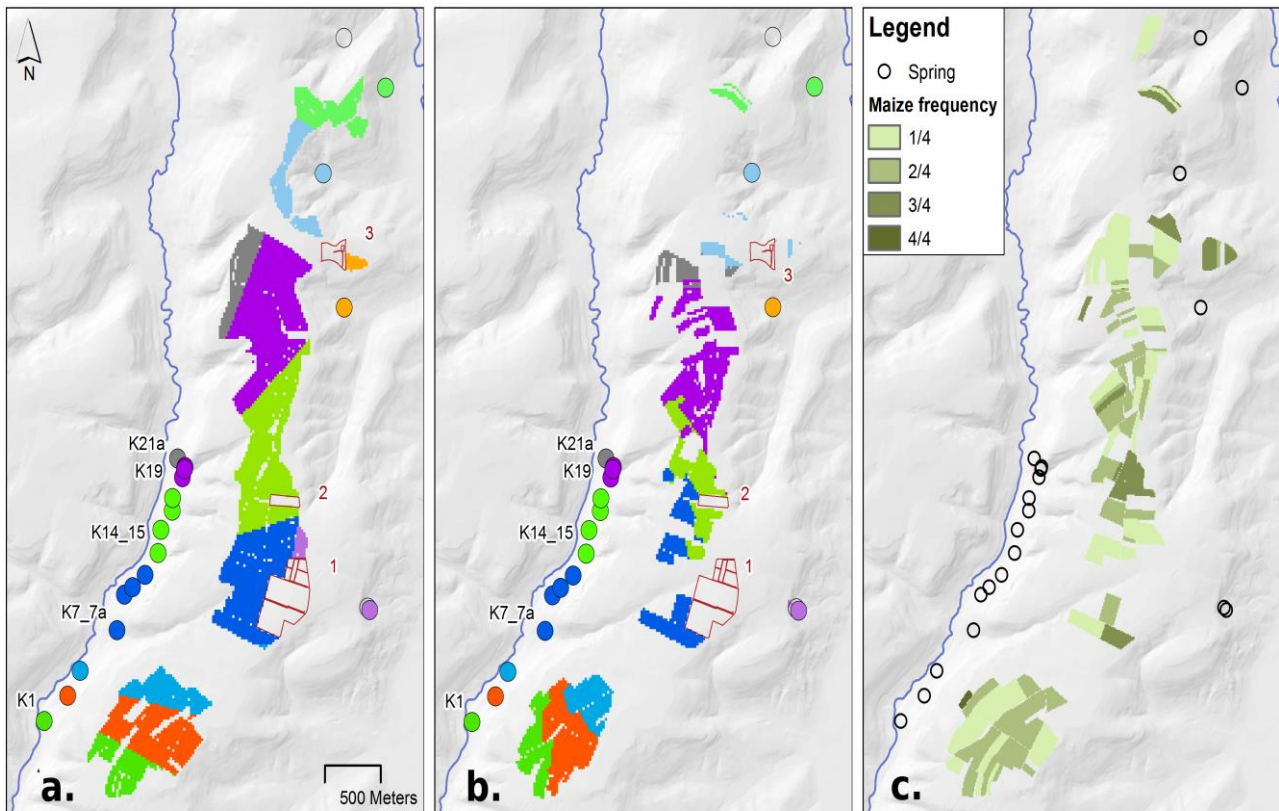 N
3
K21a
K19
2
K14_15
1
K7_7a
K1
a.
500 Meters
3
K21a
K19
2
K14_15
1
K7_7a
K1
b.
Legend
Spring
Maize frequency
1/4
2/4
3/4
4/4
c.